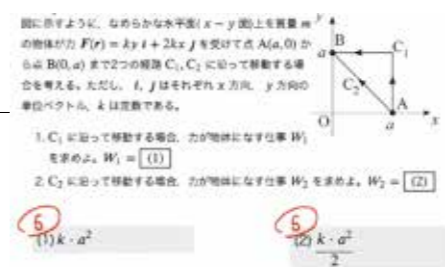 図に示すように，なめらかな水平面(x－y面)上を質量 m
の物体が力 F(r) = ky i + 2kx j を受けて点 A(a, 0) か
ら点 B(0, a) まで2つの経路 C₁, C₂ に沿って移動する場
合を考える。ただし， i, j はそれぞれ x 方向， y 方向の
単位ベクトル， k は定数である。
y
B
a
C₁
C₂
A
O
a
x
1. C₁ に沿って移動する場合，力が物体になす仕事 W₁
を求めよ。W₁ = (1)
2. C₂ に沿って移動する場合，力が物体になす仕事 W₂ を求めよ。W₂ = (2)
5
5
(1) k · a²
(2) k · a²/2